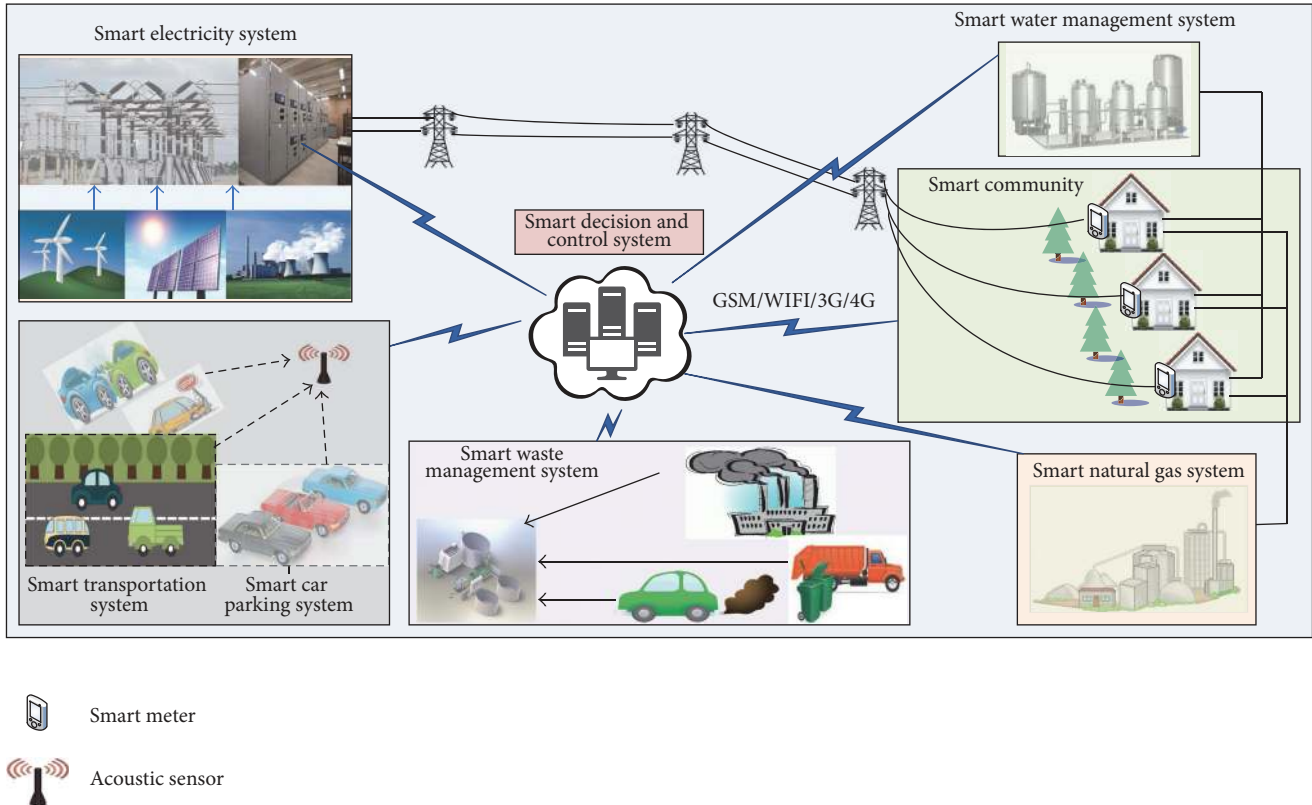 Smart electricity system
Smart water management system
Smart community
Smart decision and
control system
GSM/WIFI/3G/4G
Smart waste
management system
Smart natural gas system
Smart transportation
system
Smart car
parking system
Smart meter
Acoustic sensor